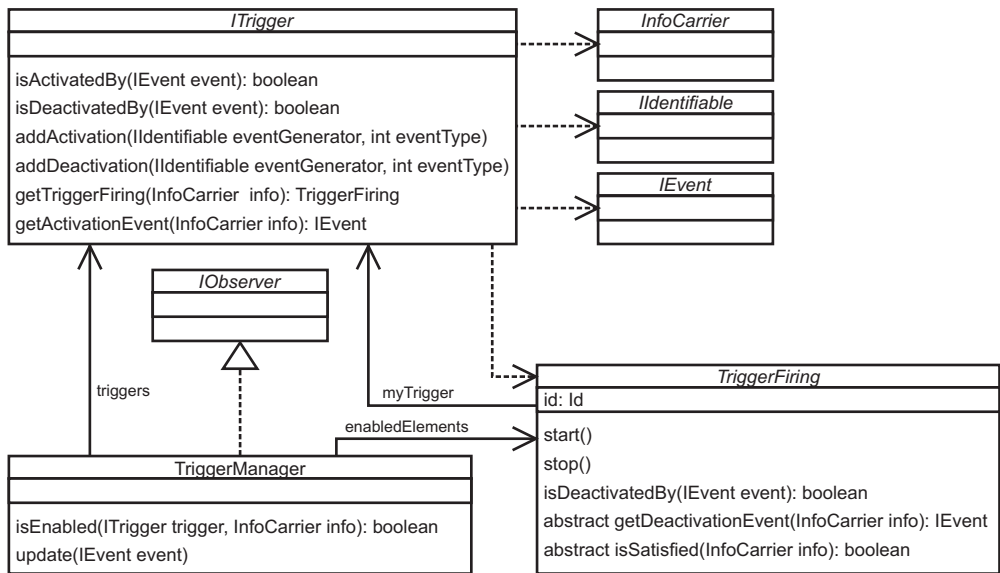 ITrigger
isActivatedBy(IEvent event): boolean
isDeactivatedBy(IEvent event): boolean
addActivation(IIdentifiable eventGenerator, int eventType)
addDeactivation(IIdentifiable eventGenerator, int eventType)
getTriggerFiring(InfoCarrier info): TriggerFiring
getActivationEvent(InfoCarrier info): IEvent
InfoCarrier
IIdentifiable
IEvent
IObserver
triggers
myTrigger
enabledElements
TriggerManager
isEnabled(ITrigger trigger, InfoCarrier info): boolean
update(IEvent event)
TriggerFiring
id: Id
start()
stop()
isDeactivatedBy(IEvent event): boolean
abstract getDeactivationEvent(InfoCarrier info): IEvent
abstract isSatisfied(InfoCarrier info): boolean